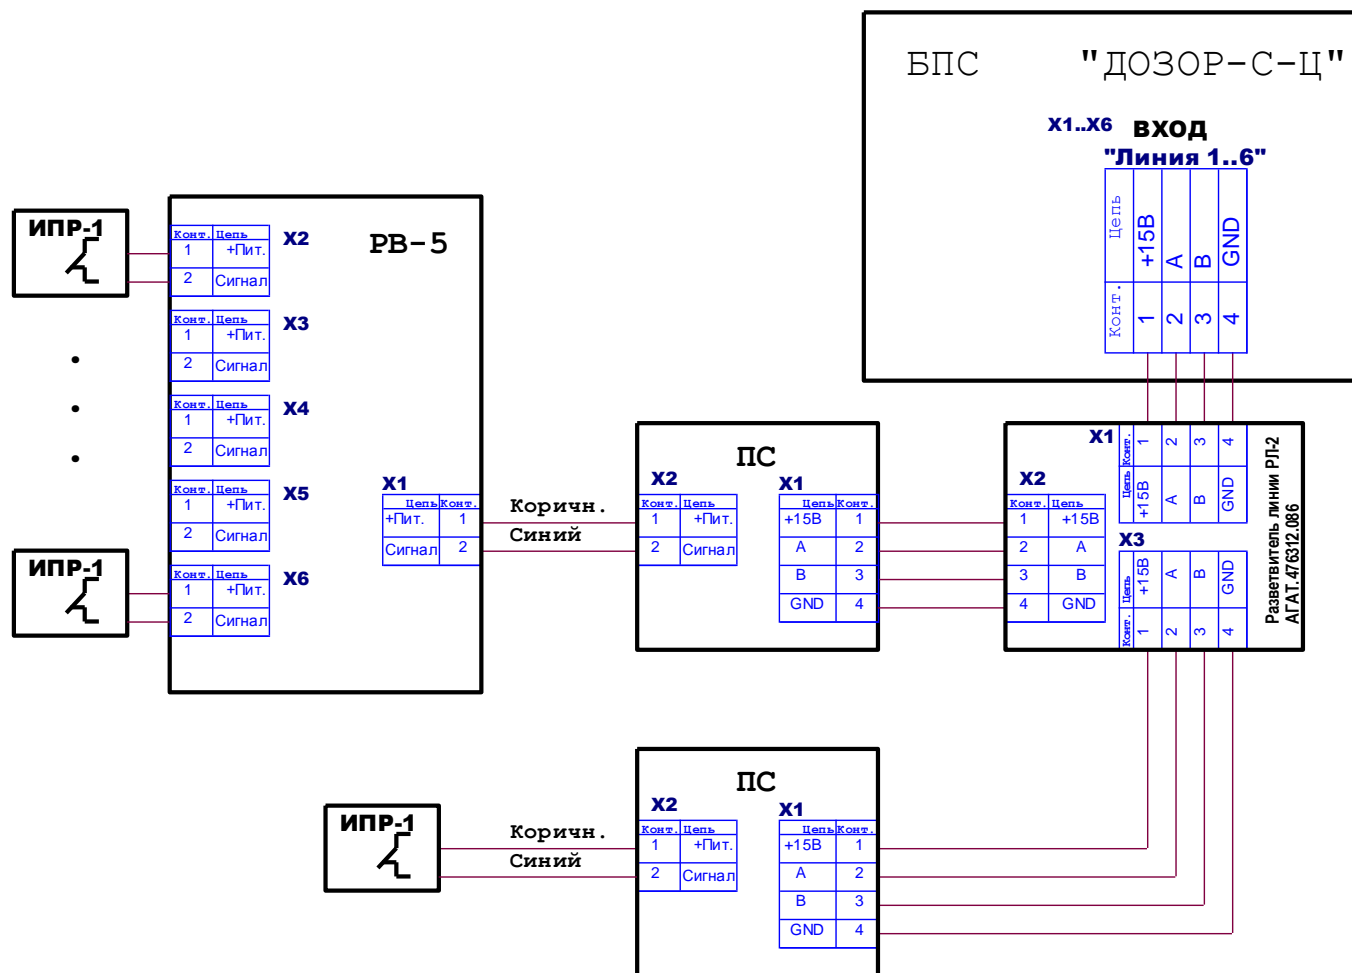 БПС "ДОЗОР-С-Ц"
X1..X6 ВХОД
"Линия 1..6"
Цепь +15В A B GND
Конт. 1 2 3 4
ИПР-1
РВ-5
X2
Конт. Цепь
1 +Пит.
2 Сигнал
X3
Конт. Цепь
1 +Пит.
2 Сигнал
X4
Конт. Цепь
1 +Пит.
2 Сигнал
X5
Конт. Цепь
1 +Пит.
2 Сигнал
ИПР-1
X6
Конт. Цепь
1 +Пит.
2 Сигнал
X1
Цепь Конт.
+Пит. 1
Сигнал 2
Коричн.
Синий
ПС
X2
Конт. Цепь
1 +Пит.
2 Сигнал
X1
Цепь Конт.
+15В 1
A 2
B 3
GND 4
X1
Конт. 1 2 3 4
Цепь +15В A B GND
X2
Конт. Цепь
1 +15В
2 A
3 B
4 GND
X3
Цепь +15В A B GND
Конт. 1 2 3 4
Разветвитель линии РЛ-2
АГАТ.476312.086
ИПР-1
Коричн.
Синий
ПС
X2
Конт. Цепь
1 +Пит.
2 Сигнал
X1
Цепь Конт.
+15В 1
A 2
B 3
GND 4